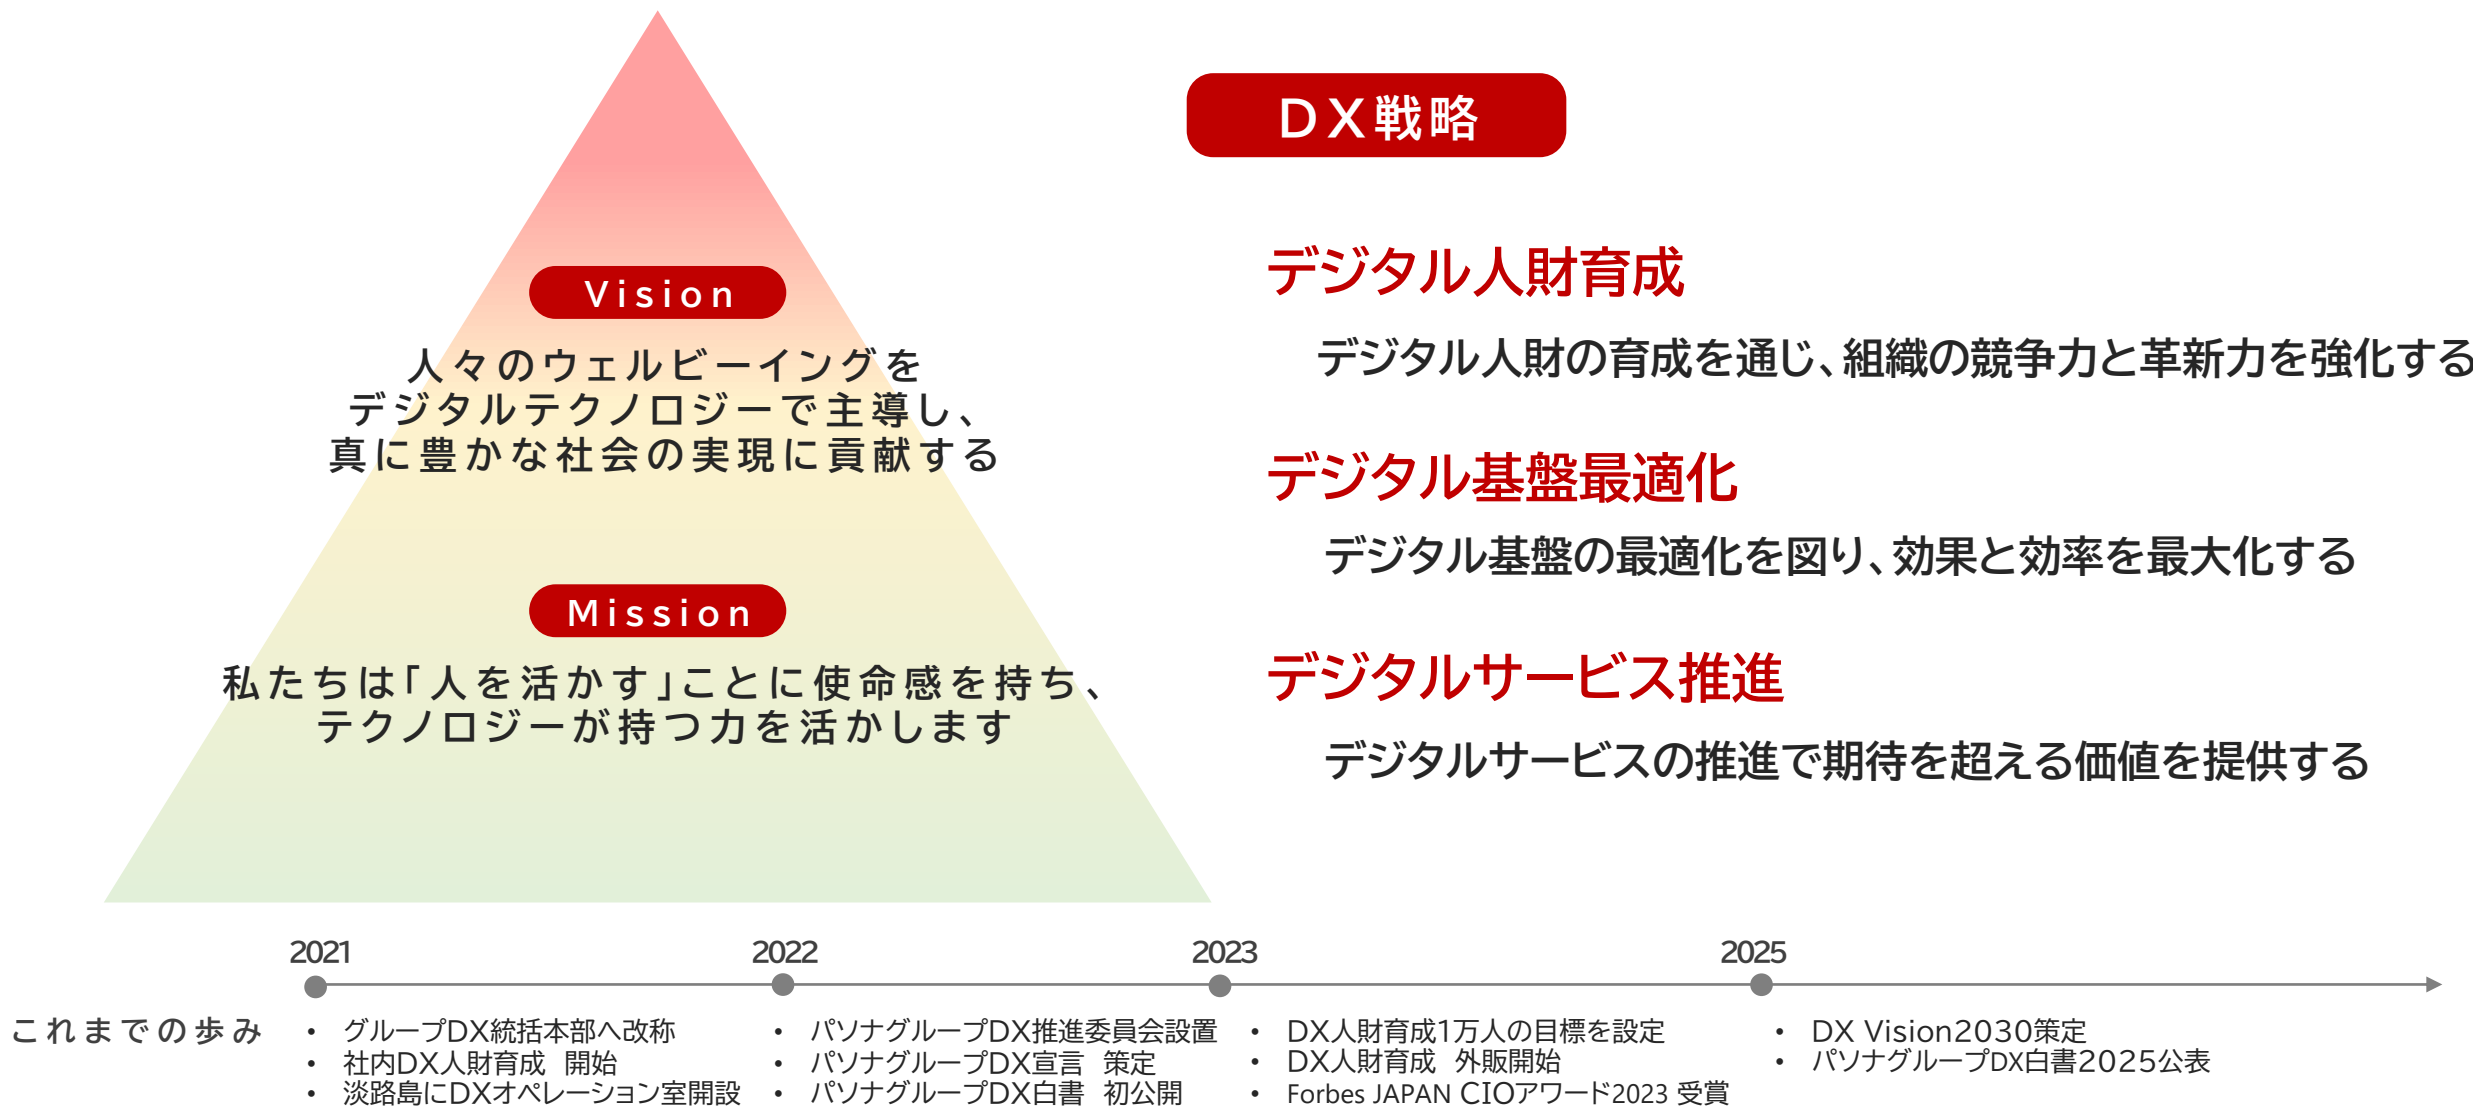 Vision
人々のウェルビーイングを
デジタルテクノロジーで主導し、
真に豊かな社会の実現に貢献する
Mission
私たちは「人を活かす」ことに使命感を持ち、
テクノロジーが持つ力を活かします
DX戦略
デジタル人財育成
デジタル人財の育成を通じ、組織の競争力と革新力を強化する
デジタル基盤最適化
デジタル基盤の最適化を図り、効果と効率を最大化する
デジタルサービス推進
デジタルサービスの推進で期待を超える価値を提供する
これまでの歩み
2021
• グループDX統括本部へ改称
• 社内DX人財育成　開始
• 淡路島にDXオペレーション室開設
2022
• パソナグループDX推進委員会設置
• パソナグループDX宣言　策定
• パソナグループDX白書　初公開
2023
• DX人財育成1万人の目標を設定
• DX人財育成　外販開始
• Forbes JAPAN CIOアワード2023 受賞
2025
• DX Vision2030策定
• パソナグループDX白書2025公表